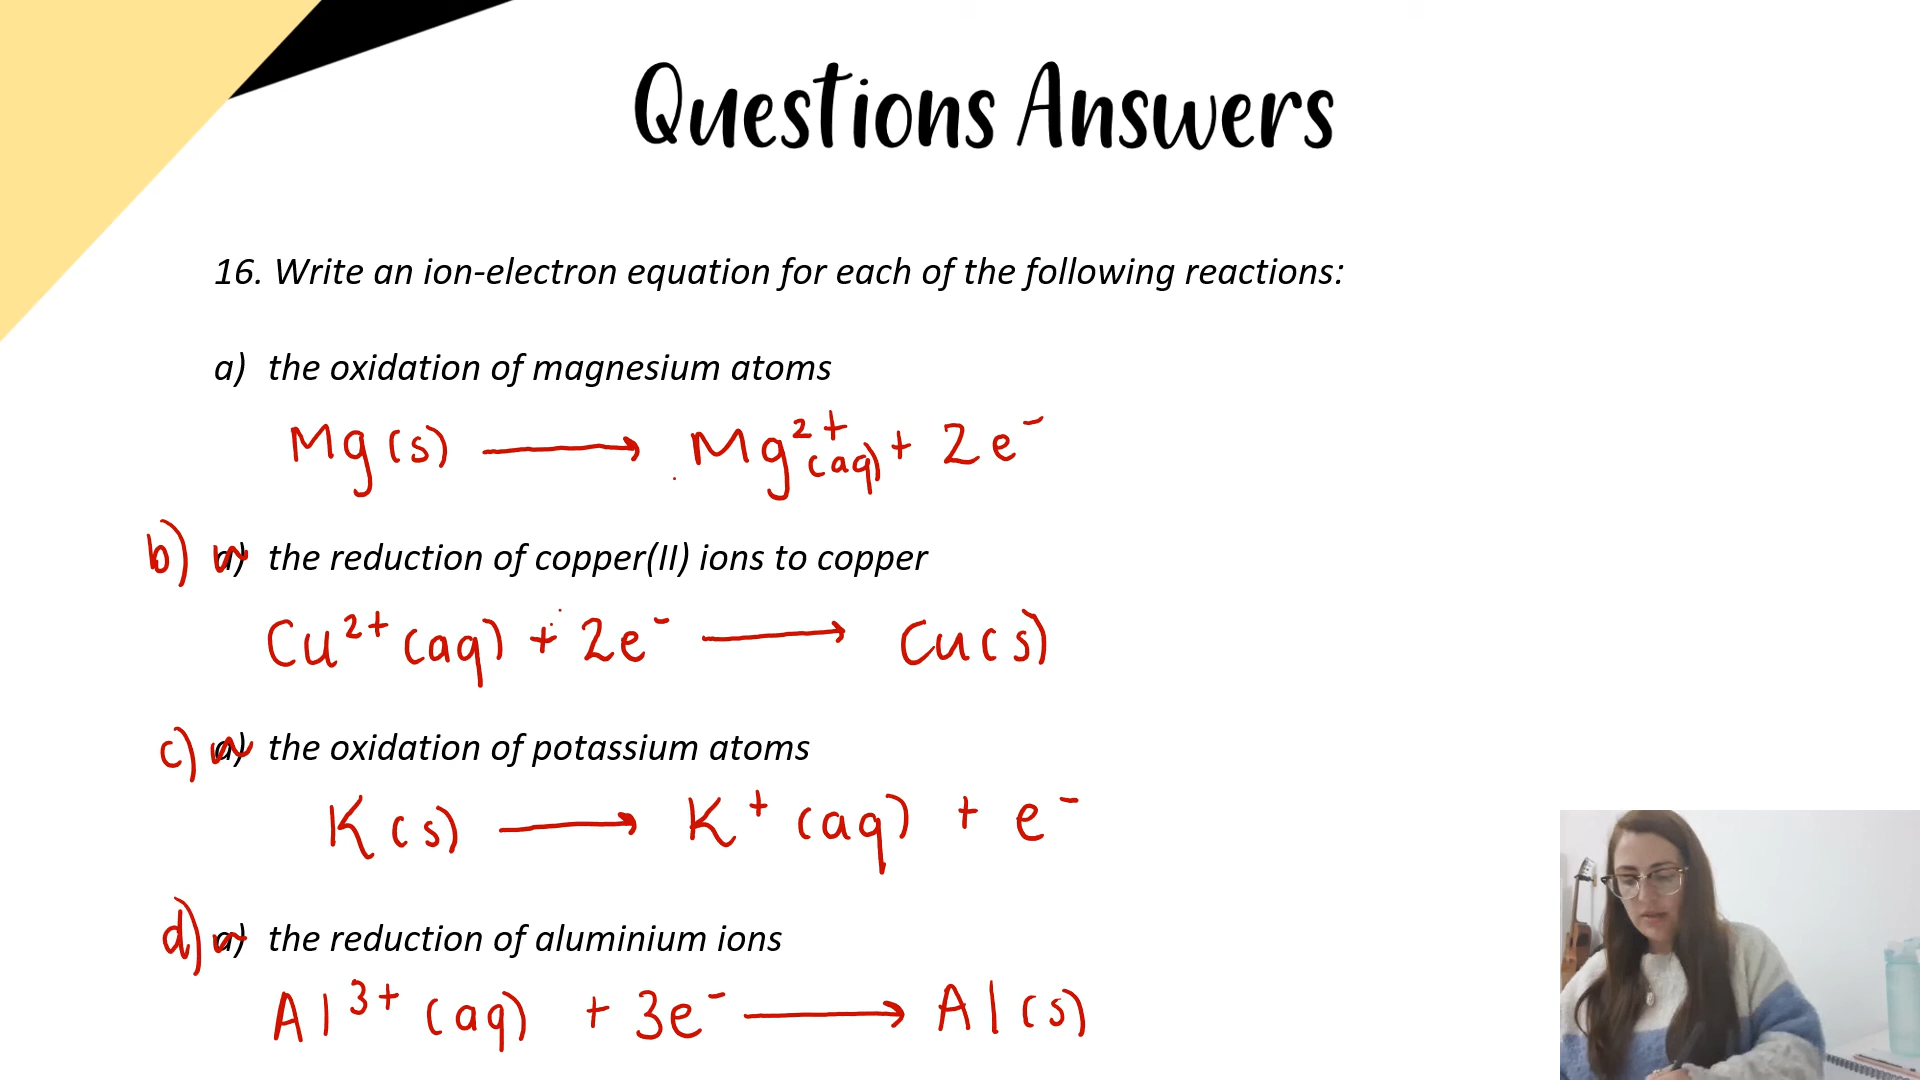 Questions Answers
16. Write an ion-electron equation for each of the following reactions:
a) the oxidation of magnesium atoms
Mg(s) ⟶ Mg²⁺(aq) + 2e⁻
b) a) the reduction of copper(II) ions to copper
Cu²⁺(aq) + 2e⁻ ⟶ Cu(s)
c) a) the oxidation of potassium atoms
K(s) ⟶ K⁺(aq) + e⁻
d) a) the reduction of aluminium ions
Al³⁺(aq) + 3e⁻ ⟶ Al(s)